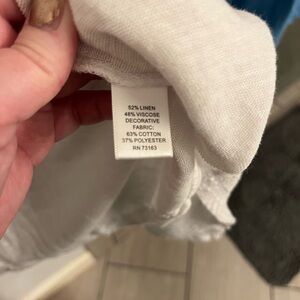 52% LINEN
48% VISCOSE
DECORATIVE
FABRIC:
63% COTTON
37% POLYESTER
RN 73163